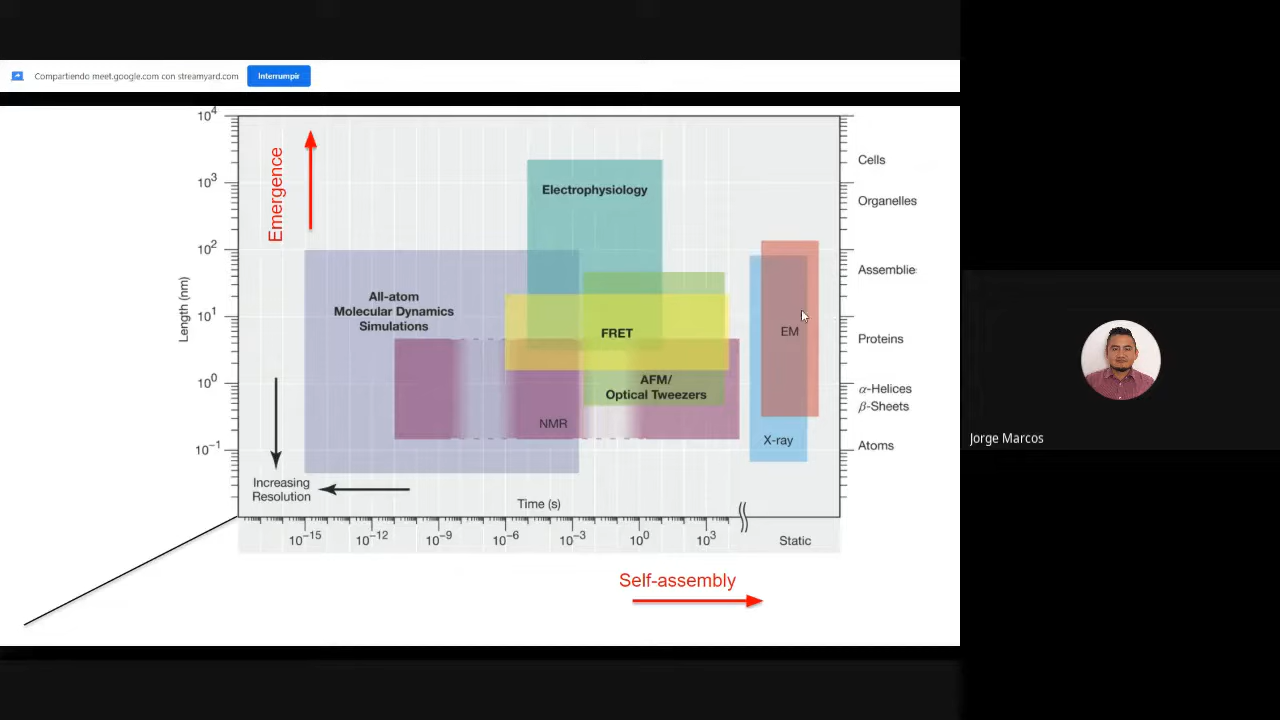 Compartiendo meet.google.com con streamyard.com
Interrumpir
10⁴
10³
10²
10¹
10⁰
10⁻¹
Length (nm)
Emergence
Electrophysiology
All-atom
Molecular Dynamics
Simulations
FRET
AFM/
Optical Tweezers
NMR
EM
X-ray
Cells
Organelles
Assemblie
Proteins
α-Helices
β-Sheets
Atoms
Increasing
Resolution
Time (s)
10⁻¹⁵
10⁻¹²
10⁻⁹
10⁻⁶
10⁻³
10⁰
10³
Static
Self-assembly
Jorge Marcos